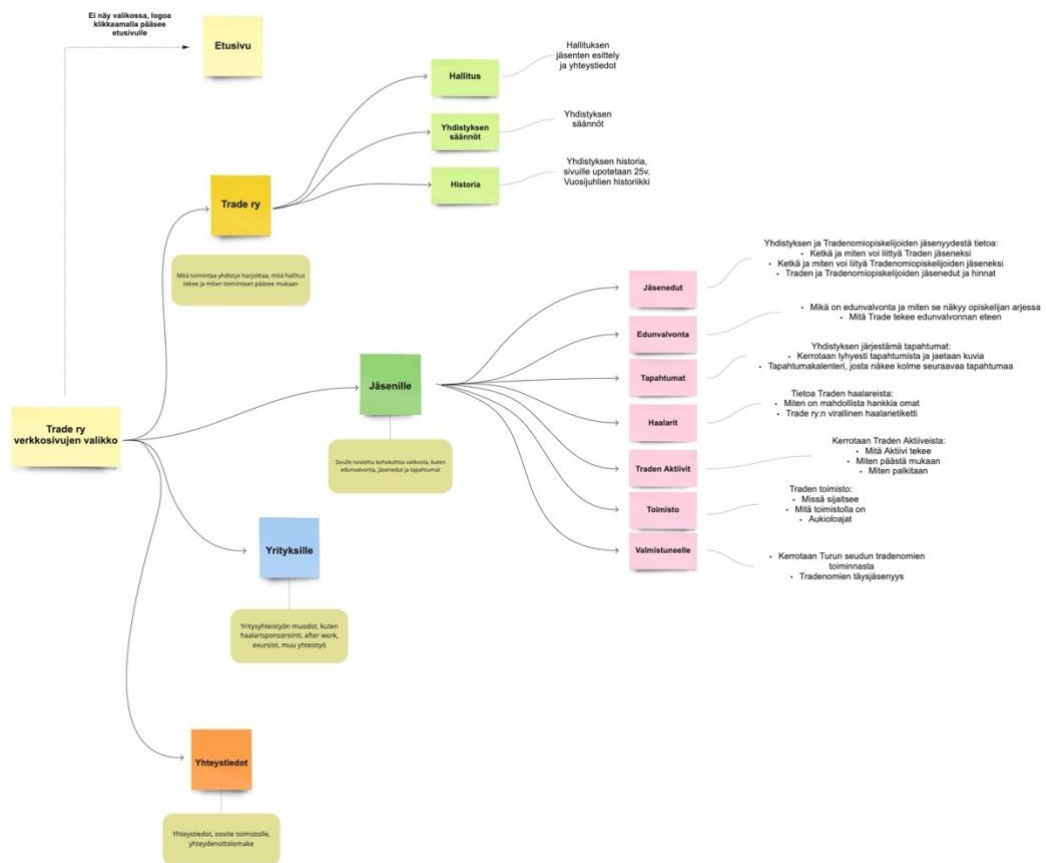 Ei näy valikossa, logoa
klikkaamalla pääsee
etusivulle
Etusivu
Hallitus
Hallituksen
jäsenten esittely
ja yhteystiedot
Yhdistyksen
säännöt
Yhdistyksen
säännöt
Historia
Yhdistyksen historia,
sivuille upotetaan 25v.
Vuosijuhlien historiikki
Trade ry
Mitä toimintaa yhdistys harjoittaa, mitä hallitus
tekee ja miten toimintaan pääsee mukaan
Jäsenedut
Yhdistyksen ja Tradenomiopiskelijoiden jäsenyydestä tietoa:
• Ketkä ja miten voi liittyä Traden jäseneksi
• Ketkä ja miten voi liityä Tradenomiopiskelijoiden jäseneksi
• Traden ja Tradenomiopiskelijoiden jäsenedut ja hinnat
Edunvalvonta
• Mikä on edunvalvonta ja miten se näkyy opiskelijan arjessa
• Mitä Trade tekee edunvalvonnan eteen
Tapahtumat
Yhdistyksen järjestämä tapahtumat:
• Kerrotaan lyhyesti tapahtumista ja jaetaan kuvia
• Tapahtumakalenteri, josta näkee kolme seuraavaa tapahtumaa
Jäsenille
Sivulle nostettu kohokohtia valikosta, kuten
edunvalvonta, jäsenedut ja tapahtumat
Haalarit
Tietoa Traden haalareista:
• Miten on mahdollista hankkia omat
• Trade ry:n virallinen haalarietiketti
Trade ry
verkkosivujen valikko
Traden Aktiivit
Kerrotaan Traden Aktiiveista:
• Mitä Aktiivi tekee
• Miten päästä mukaan
• Miten palkitaan
Toimisto
Traden toimisto:
• Missä sijaitsee
• Mitä toimistolla on
• Aukioloajat
Valmistuneelle
• Kerrotaan Turun seudun tradenomien
toiminnasta
• Tradenomien täysjäsenyys
Yrityksille
Yritysyhteistyön muodot, kuten
haalarisponsorointi, after work,
exursiot, muu yhteistyö
Yhteystiedot
Yhteystiedot, osoite toimistolle,
yhteydenottolomake